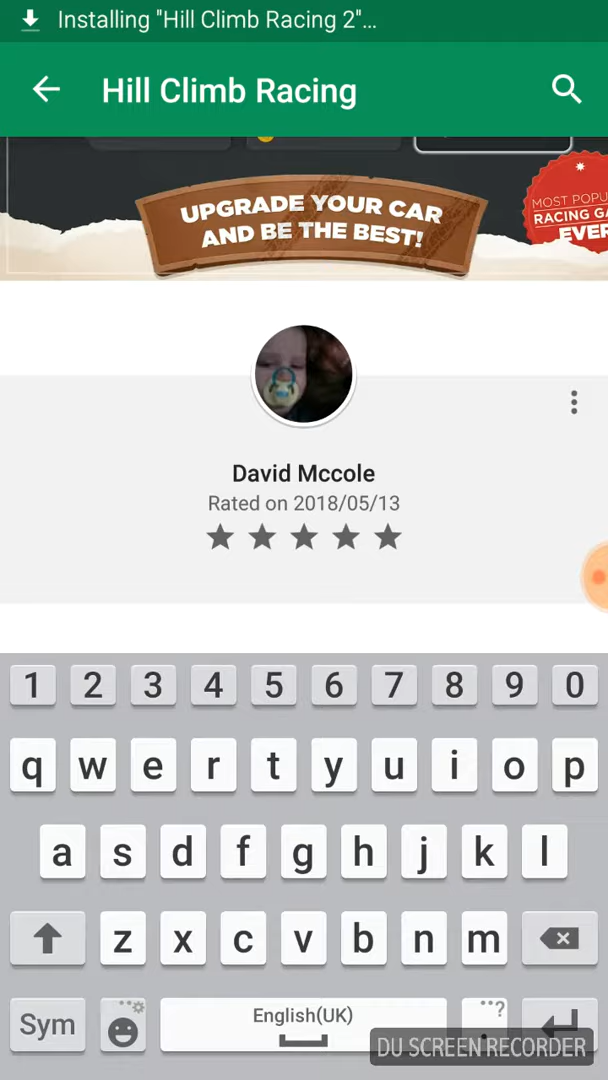 Installing "Hill Climb Racing 2"...
Hill Climb Racing
UPGRADE YOUR CAR
AND BE THE BEST!
MOST POPU
RACING GA
EVER
David Mccole
Rated on 2018/05/13
1 2 3 4 5 6 7 8 9 0
q w e r t y u i o p
a s d f g h j k l
z x c v b n m
Sym English(UK) . ?
DU SCREEN RECORDER